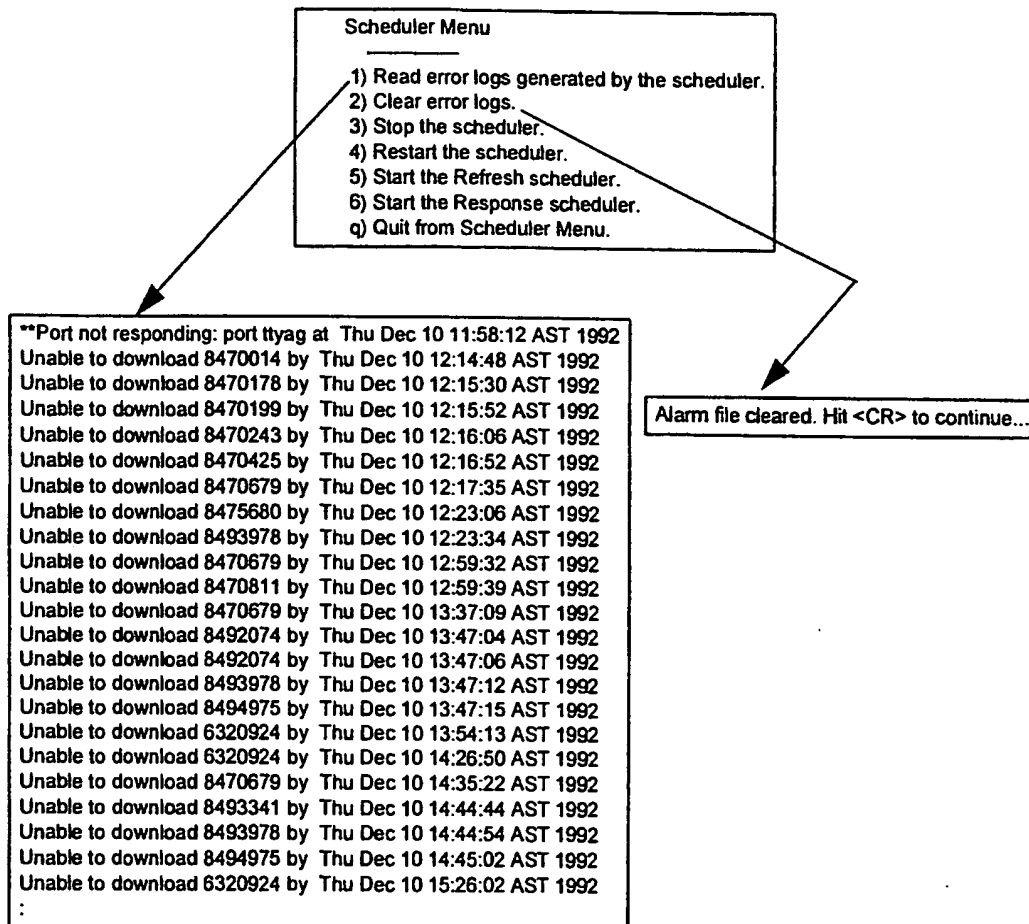 Scheduler Menu
1) Read error logs generated by the scheduler.
2) Clear error logs.
3) Stop the scheduler.
4) Restart the scheduler.
5) Start the Refresh scheduler.
6) Start the Response scheduler.
q) Quit from Scheduler Menu.
**Port not responding: port ttyag at Thu Dec 10 11:58:12 AST 1992
Unable to download 8470014 by Thu Dec 10 12:14:48 AST 1992
Unable to download 8470178 by Thu Dec 10 12:15:30 AST 1992
Unable to download 8470199 by Thu Dec 10 12:15:52 AST 1992
Unable to download 8470243 by Thu Dec 10 12:16:06 AST 1992
Unable to download 8470425 by Thu Dec 10 12:16:52 AST 1992
Unable to download 8470679 by Thu Dec 10 12:17:35 AST 1992
Unable to download 8475680 by Thu Dec 10 12:23:06 AST 1992
Unable to download 8493978 by Thu Dec 10 12:23:34 AST 1992
Unable to download 8470679 by Thu Dec 10 12:59:32 AST 1992
Unable to download 8470811 by Thu Dec 10 12:59:39 AST 1992
Unable to download 8470679 by Thu Dec 10 13:37:09 AST 1992
Unable to download 8492074 by Thu Dec 10 13:47:04 AST 1992
Unable to download 8492074 by Thu Dec 10 13:47:06 AST 1992
Unable to download 8493978 by Thu Dec 10 13:47:12 AST 1992
Unable to download 8494975 by Thu Dec 10 13:47:15 AST 1992
Unable to download 6320924 by Thu Dec 10 13:54:13 AST 1992
Unable to download 6320924 by Thu Dec 10 14:26:50 AST 1992
Unable to download 8470679 by Thu Dec 10 14:35:22 AST 1992
Unable to download 8493341 by Thu Dec 10 14:44:44 AST 1992
Unable to download 8493978 by Thu Dec 10 14:44:54 AST 1992
Unable to download 8494975 by Thu Dec 10 14:45:02 AST 1992
Unable to download 6320924 by Thu Dec 10 15:26:02 AST 1992
:
Alarm file cleared. Hit <CR> to continue...